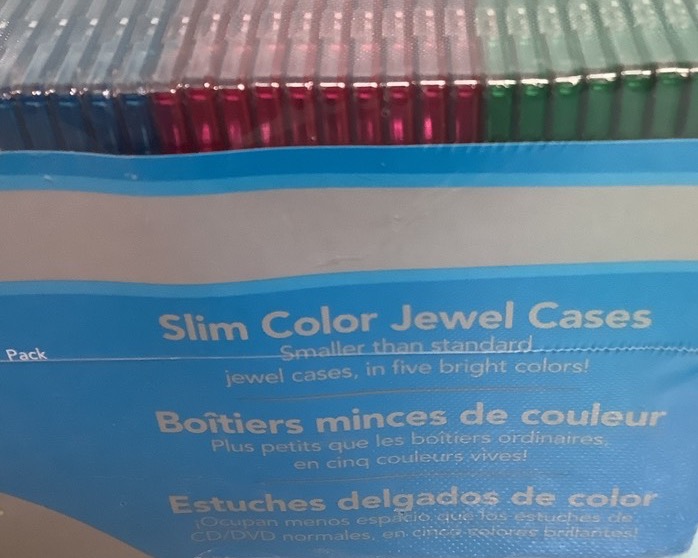 Slim Color Jewel Cases
Smaller than standard
Pack
jewel cases, in five bright colors!
Boîtiers minces de couleur
Plus petits que les boîtiers ordinaires,
en cinq couleurs vives!
Estuches delgados de color
¡Ocupan menos espacio que los estuches de
CD/DVD normales, en cinco colores brillantes!